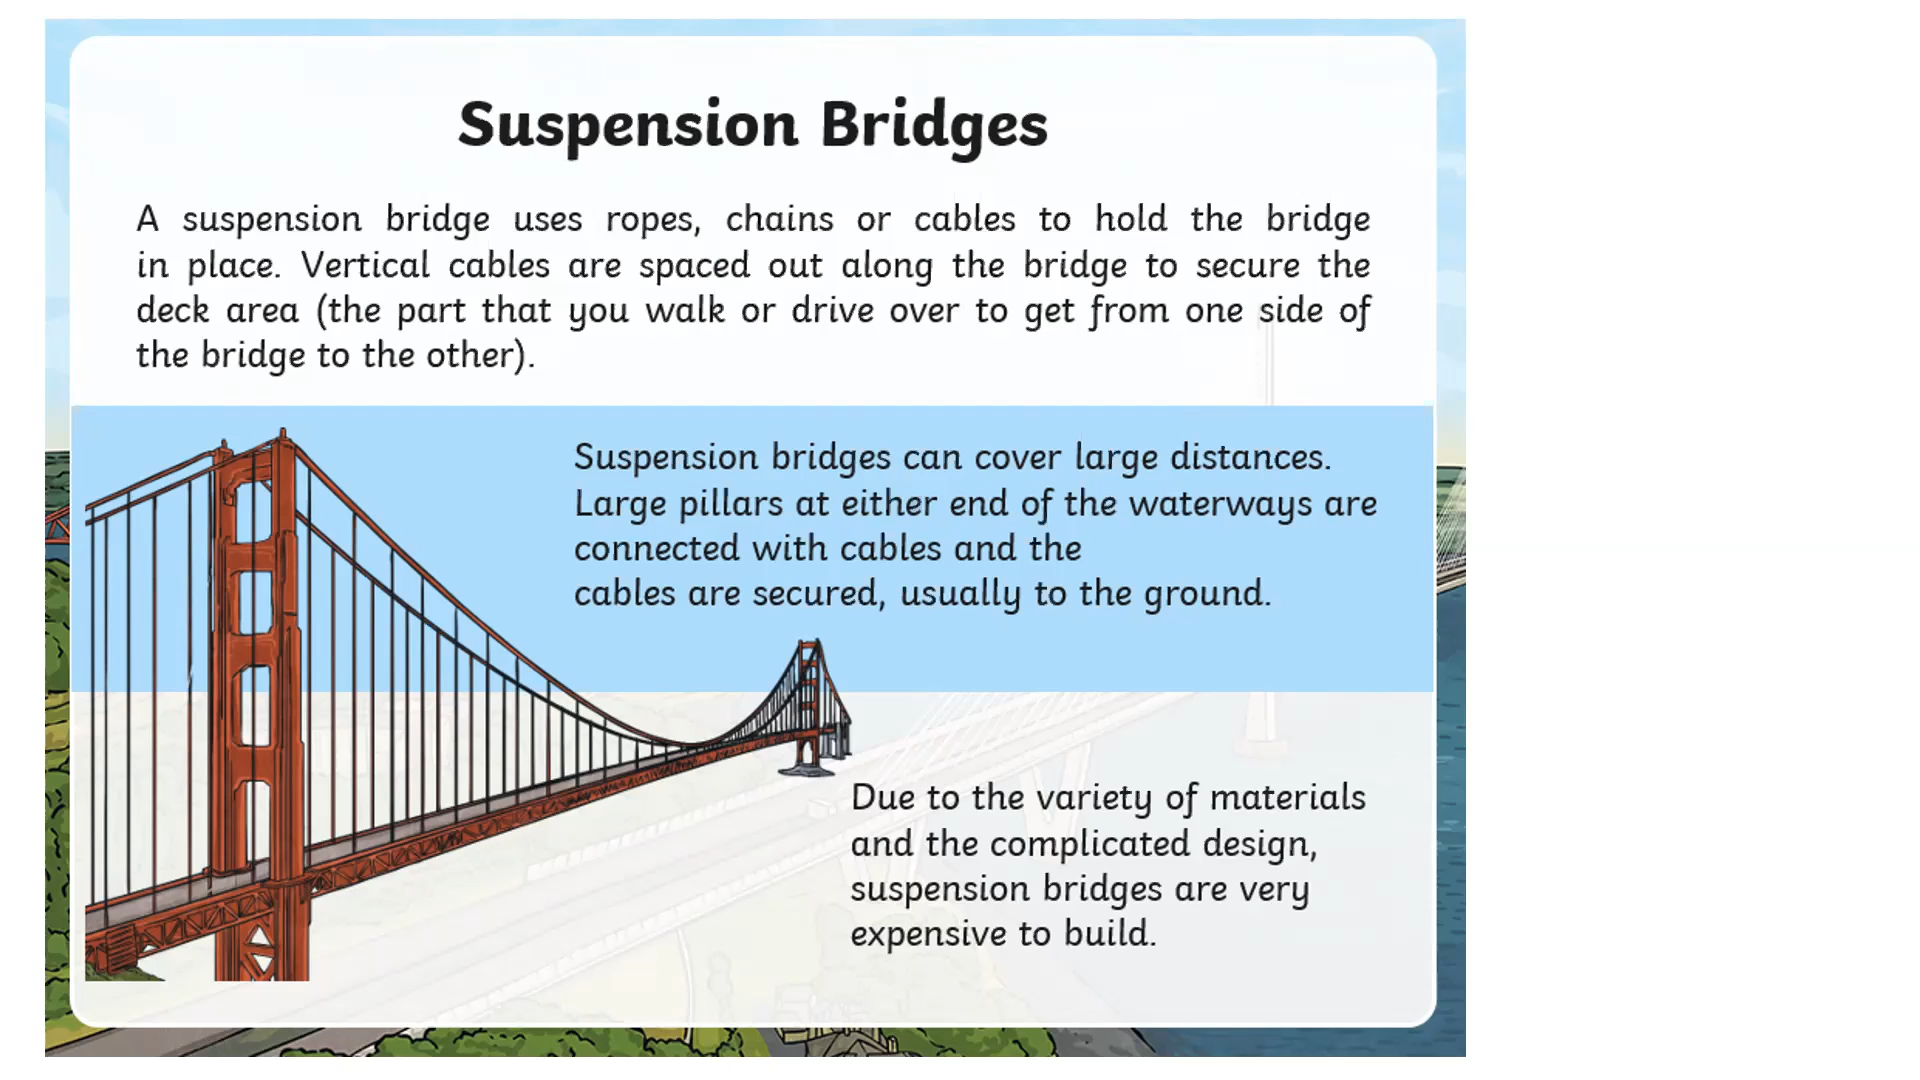 Suspension Bridges
A suspension bridge uses ropes, chains or cables to hold the bridge
in place. Vertical cables are spaced out along the bridge to secure the
deck area (the part that you walk or drive over to get from one side of
the bridge to the other).
Suspension bridges can cover large distances.
Large pillars at either end of the waterways are
connected with cables and the
cables are secured, usually to the ground.
Due to the variety of materials
and the complicated design,
suspension bridges are very
expensive to build.